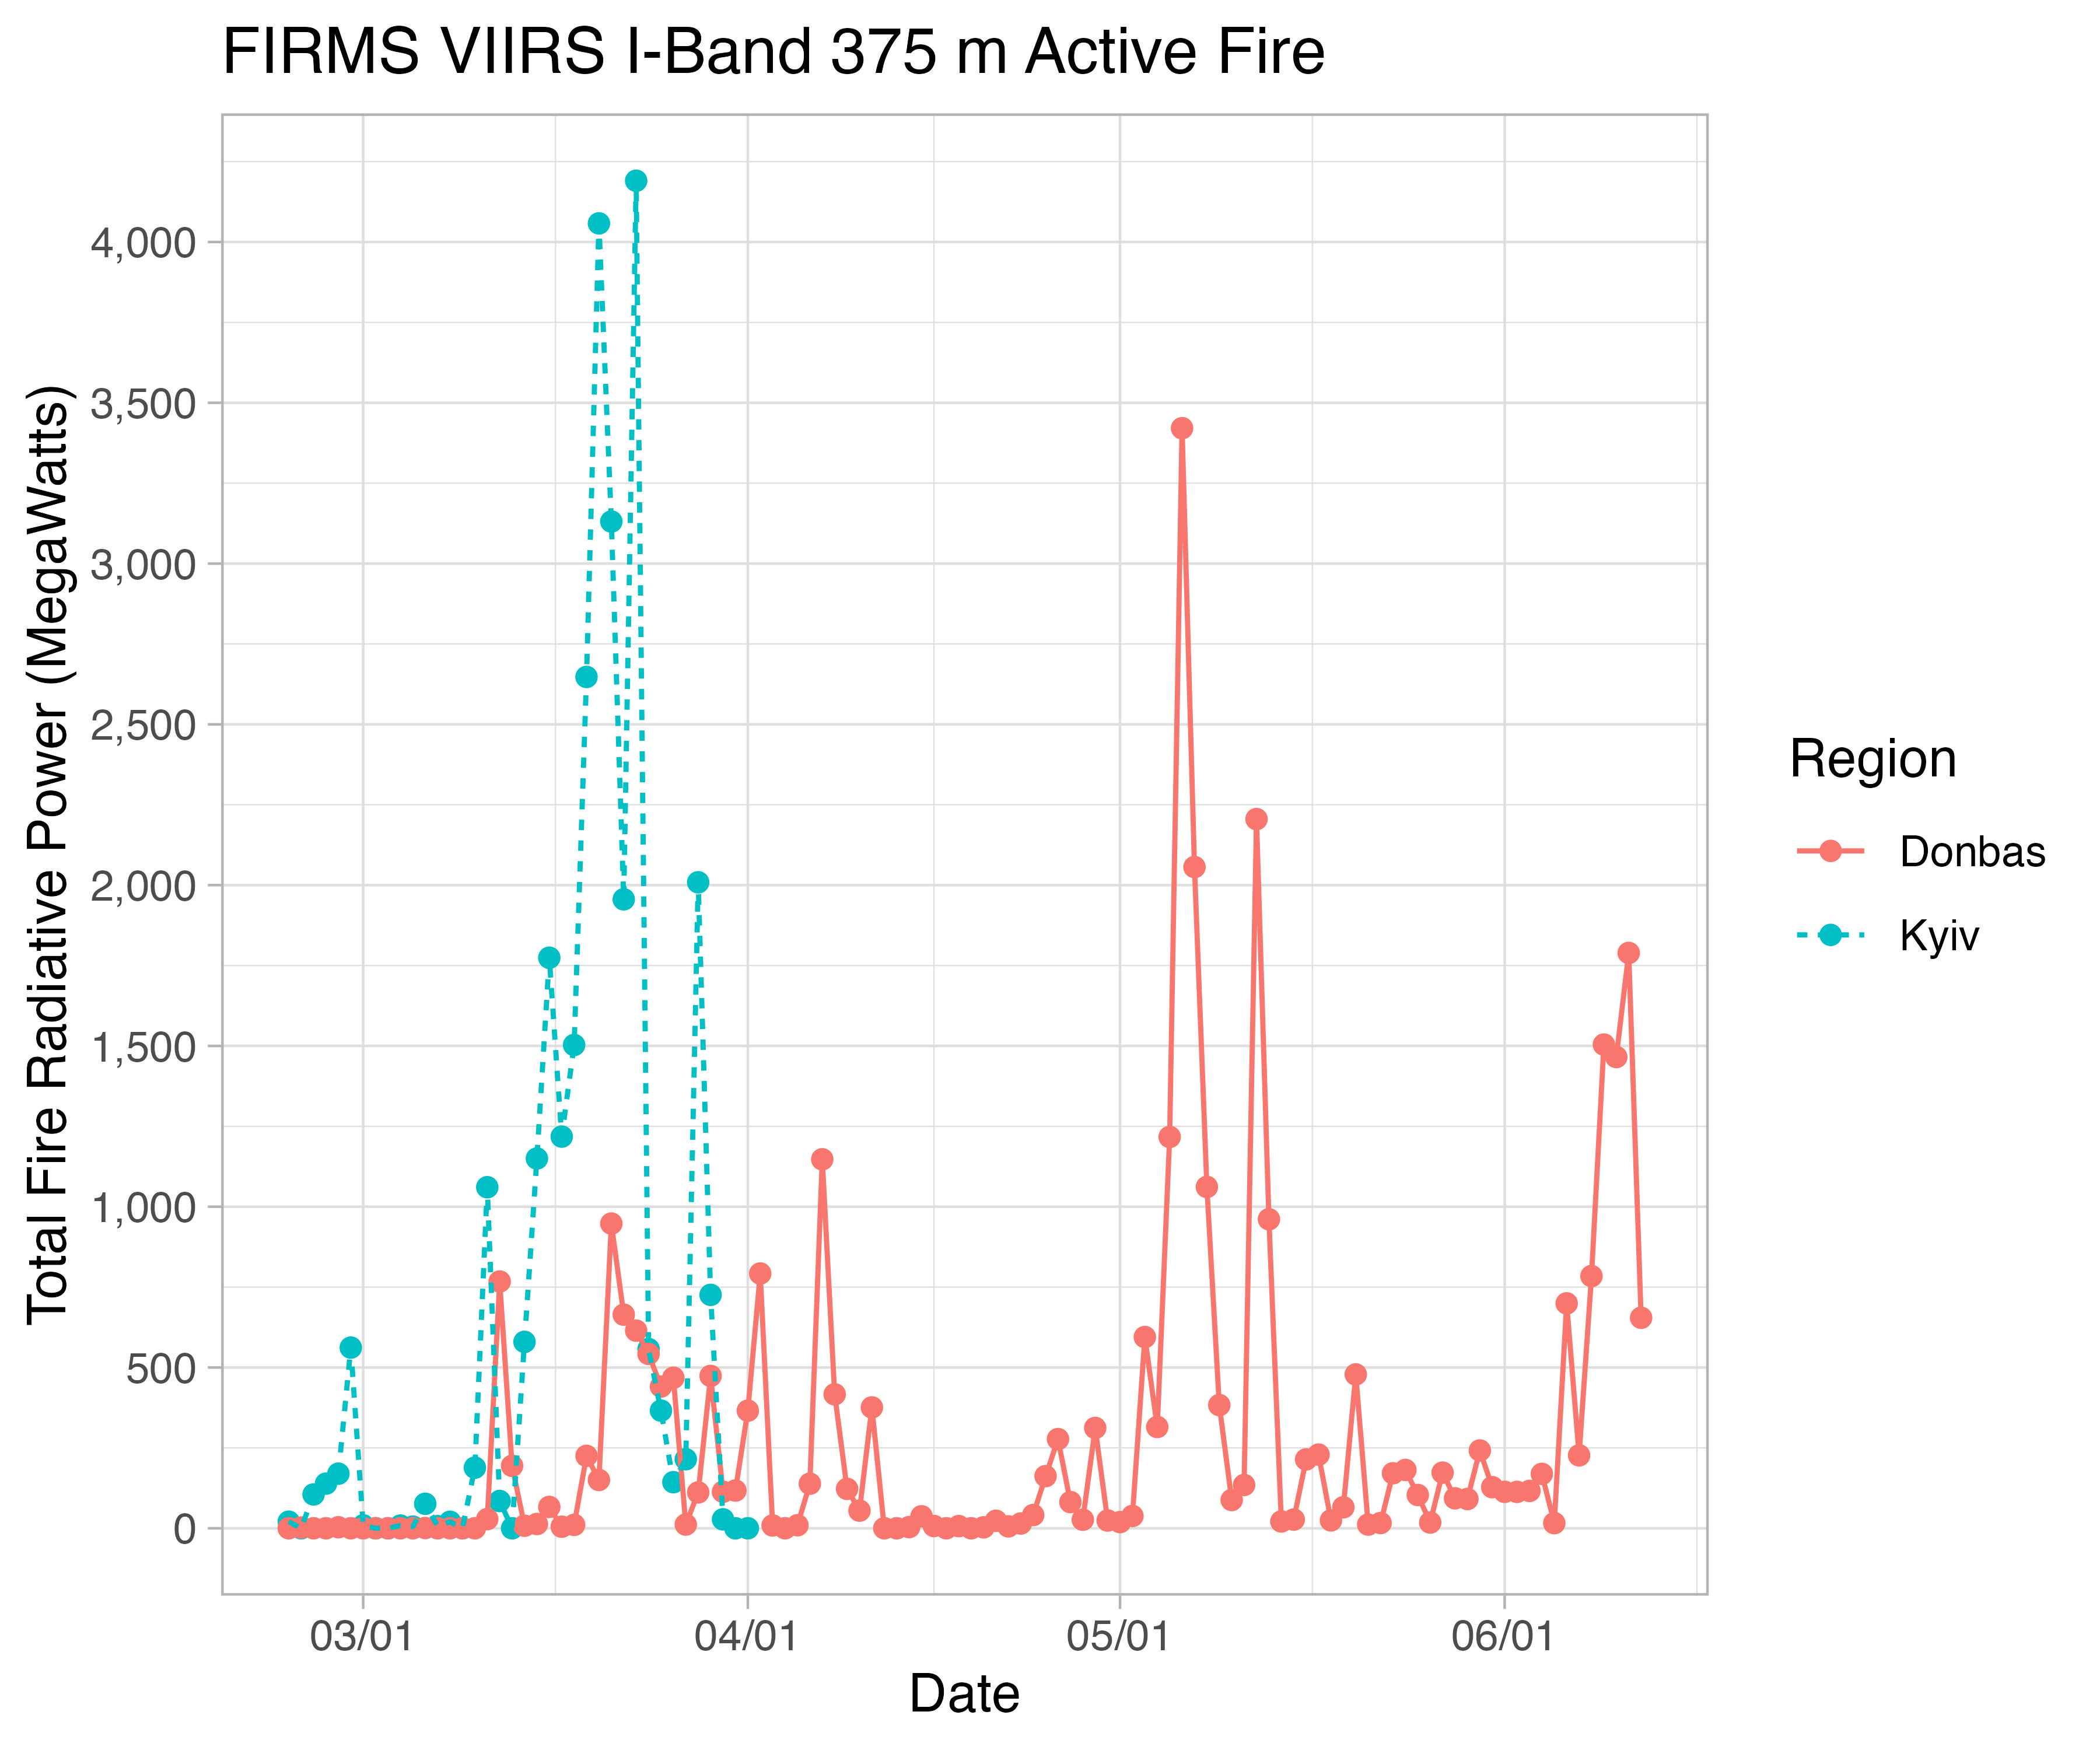 FIRMS VIIRS I-Band 375 m Active Fire
Total Fire Radiative Power (MegaWatts)
4,000
3,500
3,000
2,500
2,000
1,500
1,000
500
0
03/01 04/01 05/01 06/01
Date
Region
Donbas
Kyiv